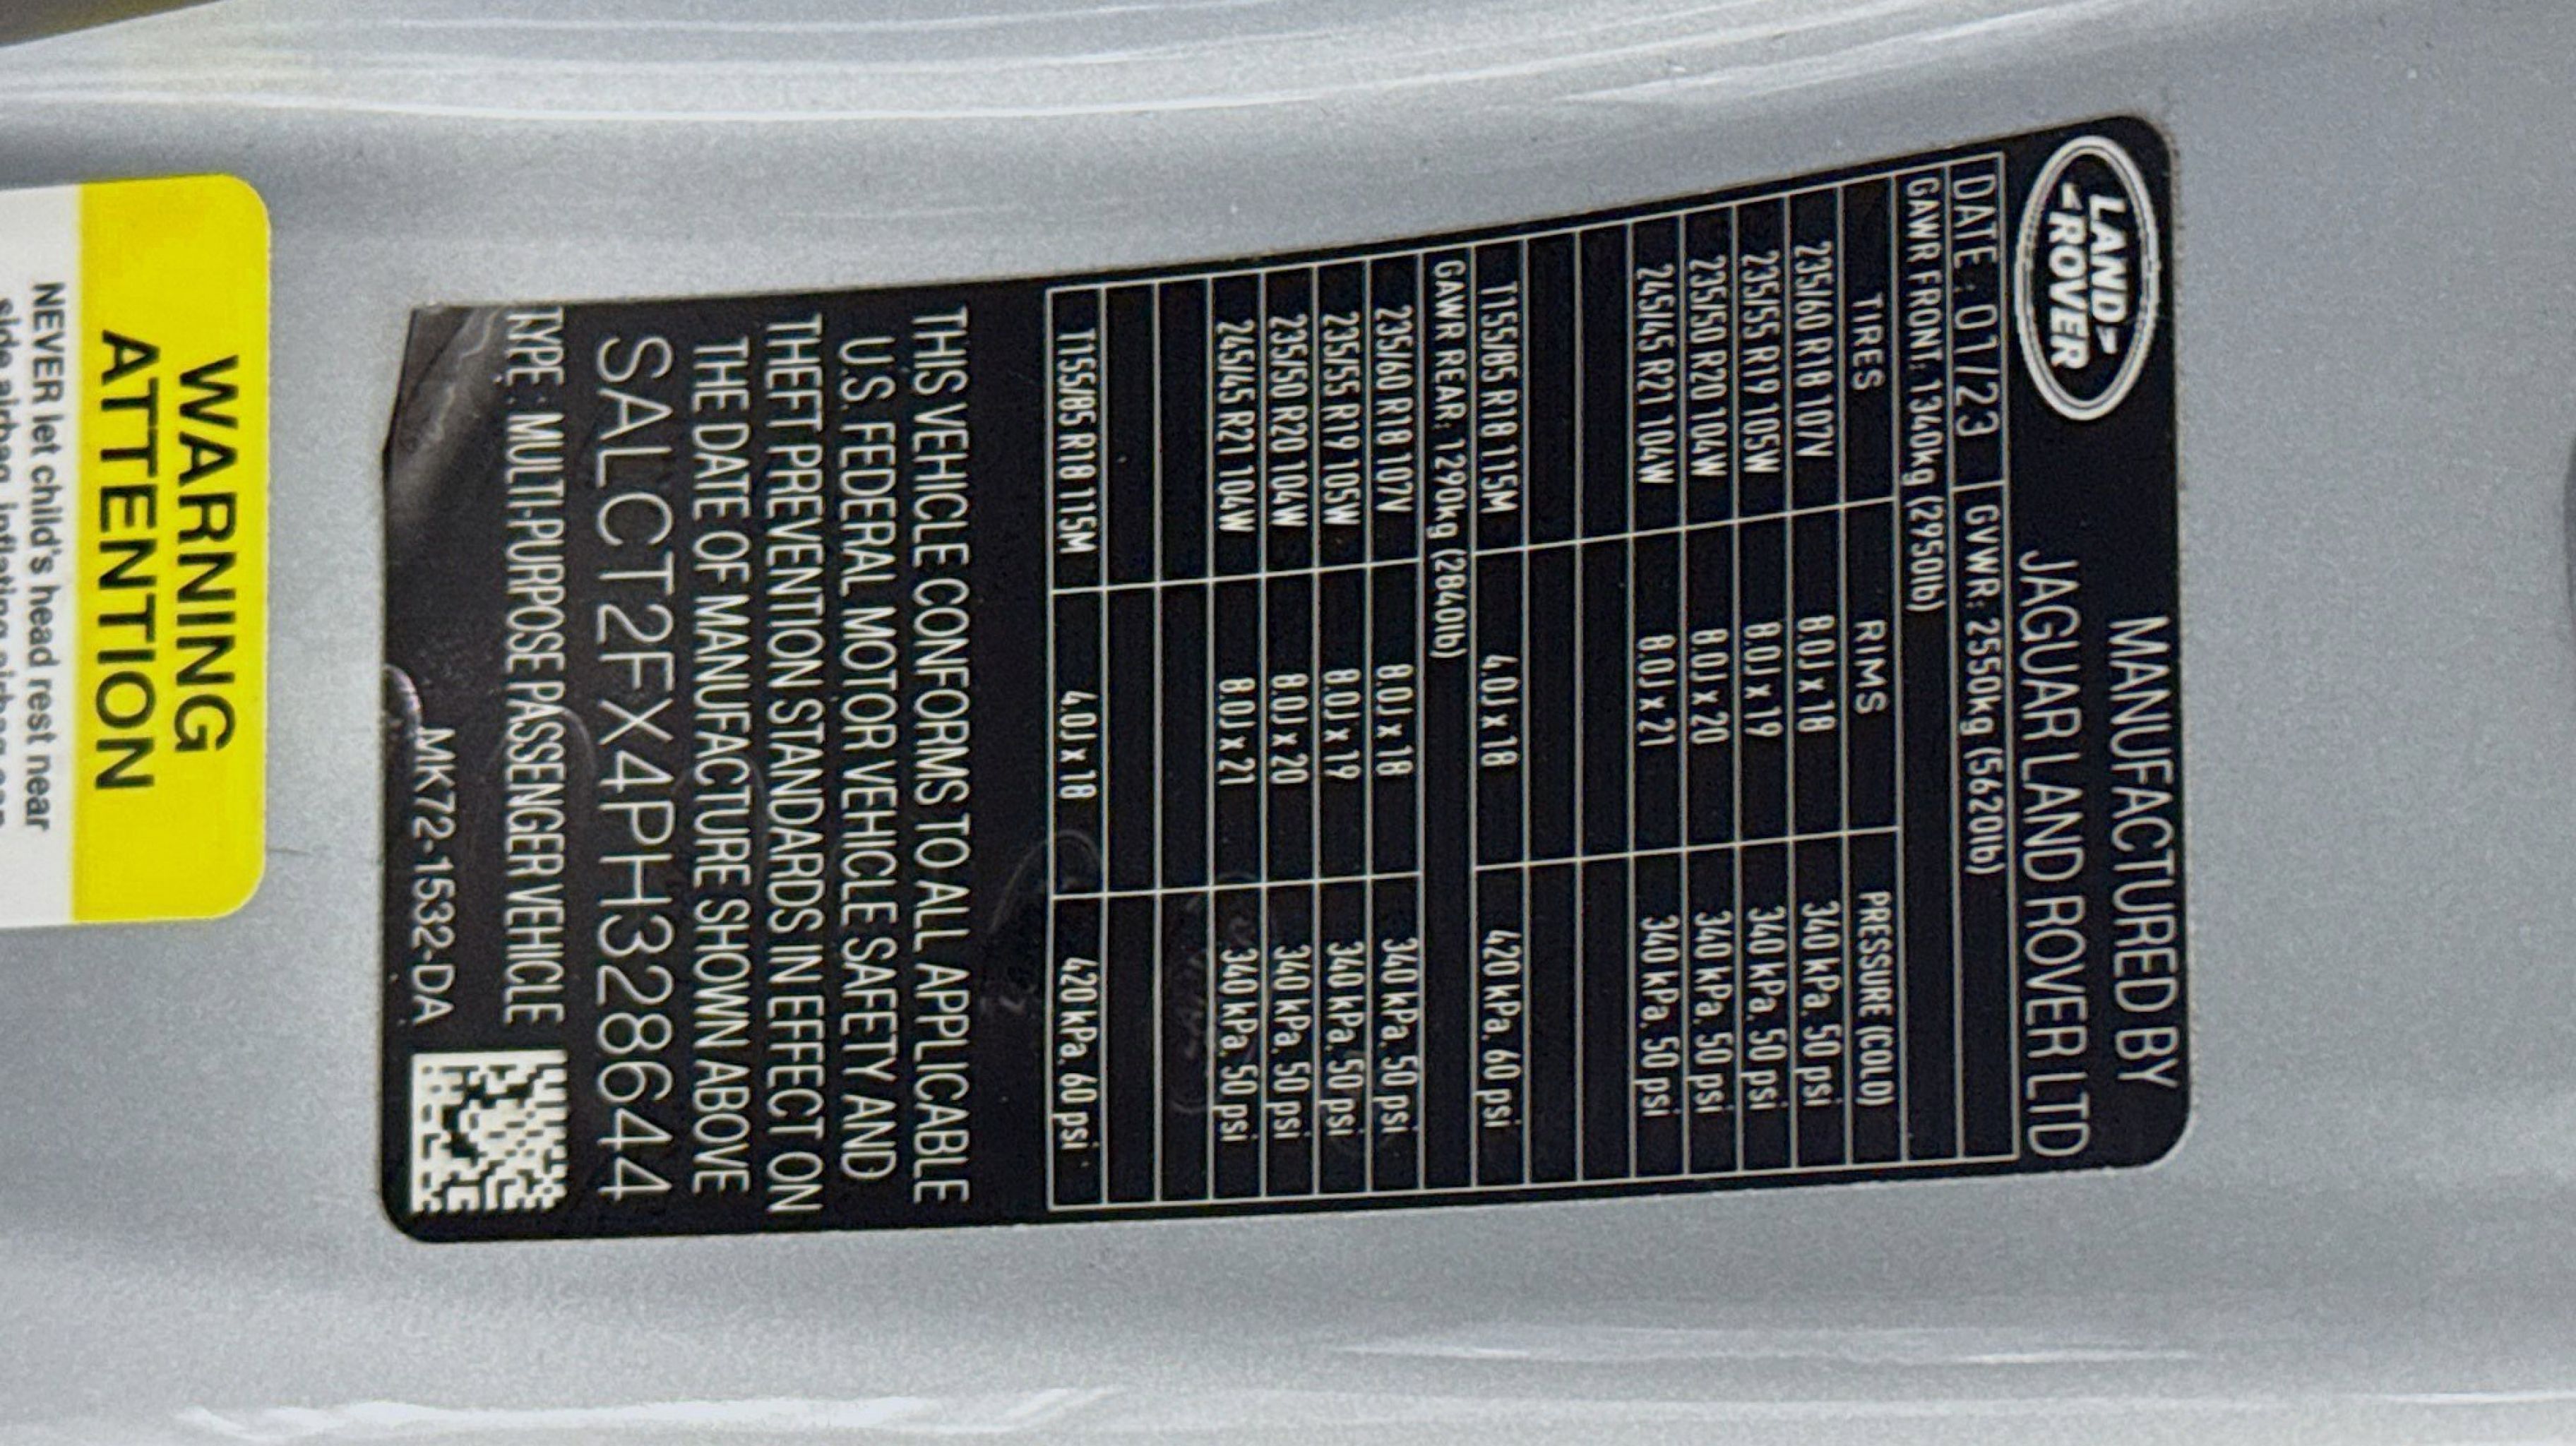 LAND
ROVER
MANUFACTURED BY
JAGUAR LAND ROVER LTD
DATE : 01/23 GVWR: 2550kg (5620lb)
GAWR FRONT: 1340kg (2950lb)
TIRES RIMS PRESSURE (COLD)
235/60 R18 107V 8.0J x 18 340 kPa, 50 psi
235/55 R19 105W 8.0J x 19 340 kPa, 50 psi
235/50 R20 104W 8.0J x 20 340 kPa, 50 psi
245/45 R21 104W 8.0J x 21 340 kPa, 50 psi
T155/85 R18 115M 4.0J x 18 420 kPa, 60 psi
GAWR REAR: 1290kg (2840lb)
235/60 R18 107V 8.0J x 18 340 kPa, 50 psi
235/55 R19 105W 8.0J x 19 340 kPa, 50 psi
235/50 R20 104W 8.0J x 20 340 kPa, 50 psi
245/45 R21 104W 8.0J x 21 340 kPa, 50 psi
T155/85 R18 115M 4.0J x 18 420 kPa, 60 psi
THIS VEHICLE CONFORMS TO ALL APPLICABLE
U.S. FEDERAL MOTOR VEHICLE SAFETY AND
THEFT PREVENTION STANDARDS IN EFFECT ON
THE DATE OF MANUFACTURE SHOWN ABOVE
SALCT2FX4PH328644
TYPE : MULTI-PURPOSE PASSENGER VEHICLE
MK72-1532-DA
WARNING
ATTENTION
NEVER let child's head rest near
side airbag inflating